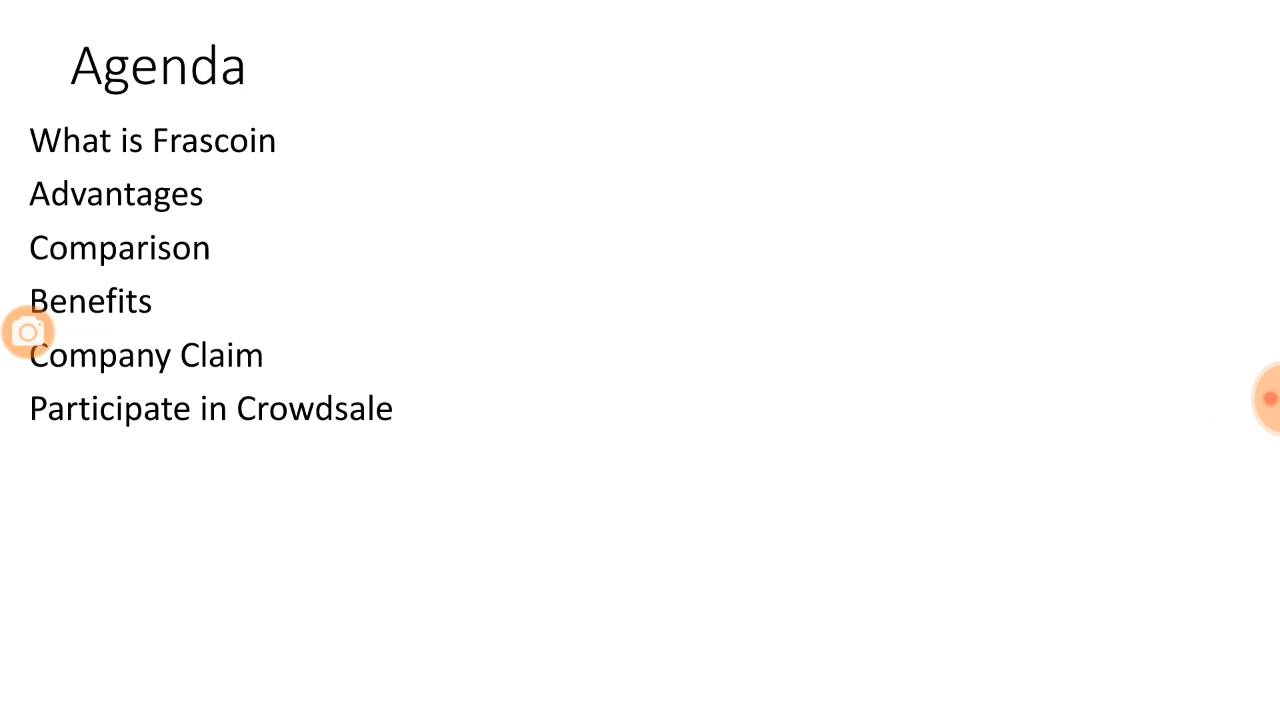 Agenda
What is Frascoin
Advantages
Comparison
Benefits
Company Claim
Participate in Crowdsale